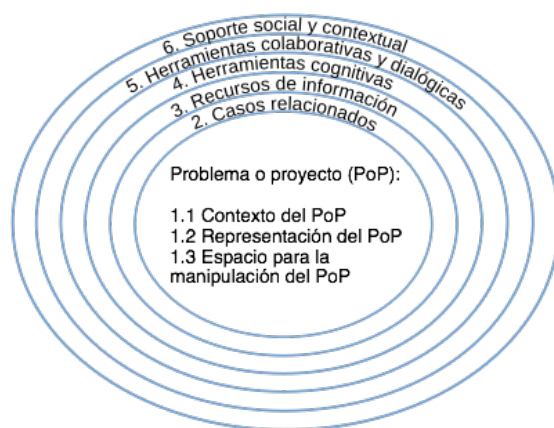 6. Soporte social y contextual
5. Herramientas colaborativas y dialógicas
4. Herramientas cognitivas
3. Recursos de información
2. Casos relacionados
Problema o proyecto (PoP):
1.1 Contexto del PoP
1.2 Representación del PoP
1.3 Espacio para la
manipulación del PoP